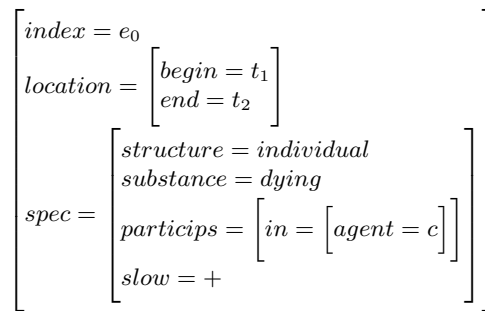 index = e₀
location = [begin = t₁
end = t₂]
spec = [structure = individual
substance = dying
particips = [in = [agent = c]]
slow = +]